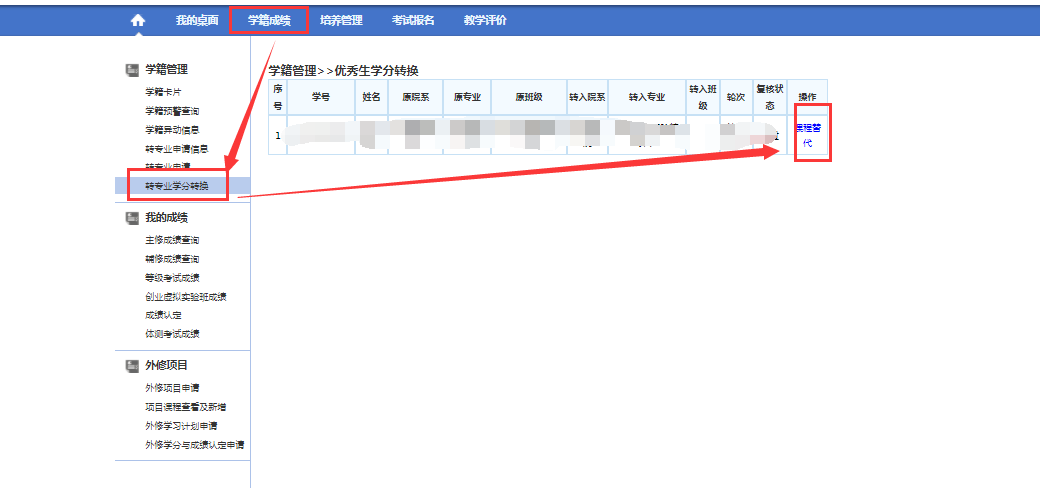 我的桌面 学籍成绩 培养管理 考试报名 教学评价
学籍管理
学籍卡片
学籍预警查询
学籍异动信息
转专业申请信息
转专业申请
转专业学分转换
我的成绩
主修成绩查询
辅修成绩查询
等级考试成绩
创业虚拟实验班成绩
成绩认定
体测考试成绩
外修项目
外修项目申请
项目课程查看及新增
外修学习计划申请
外修学分与成绩认定申请
学籍管理>>优秀生学分转换
序号 学号 姓名 原院系 原专业 原班级 转入院系 转入专业 转入班级 轮次 复核状态 操作
1 课程替代